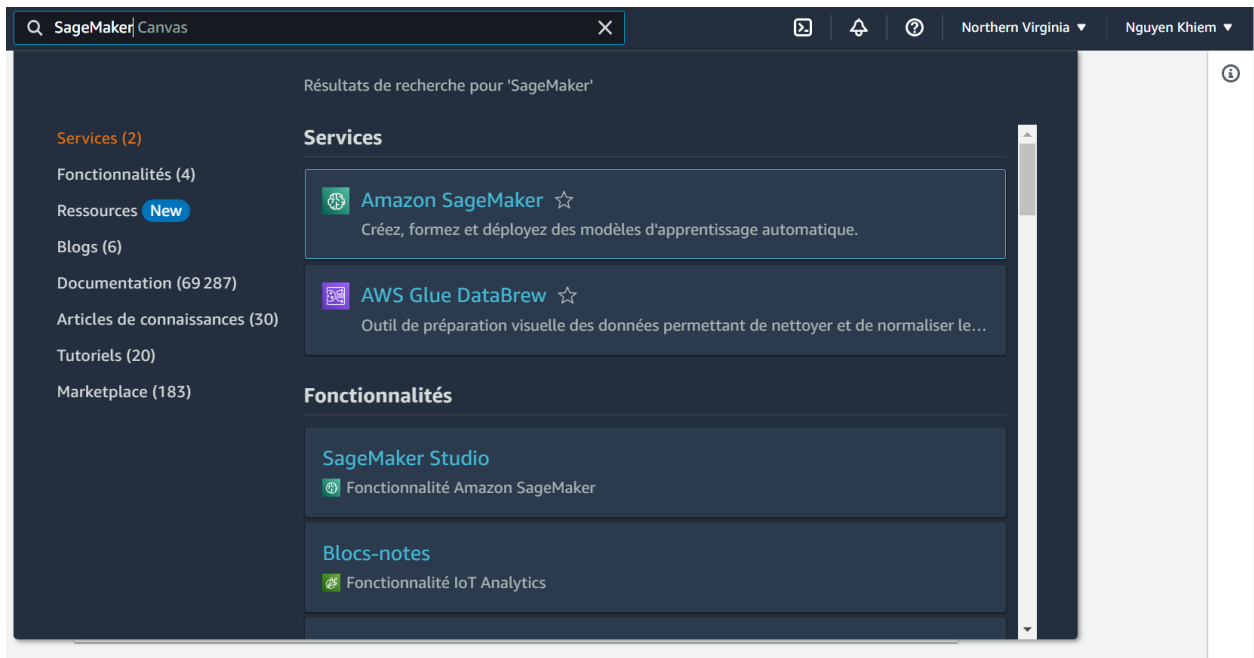 SageMaker Canvas
Northern Virginia ▼
Nguyen Khiem ▼
Résultats de recherche pour 'SageMaker'
Services (2)
Fonctionnalités (4)
Ressources New
Blogs (6)
Documentation (69 287)
Articles de connaissances (30)
Tutoriels (20)
Marketplace (183)
Services
Amazon SageMaker
Créez, formez et déployez des modèles d'apprentissage automatique.
AWS Glue DataBrew
Outil de préparation visuelle des données permettant de nettoyer et de normaliser le…
Fonctionnalités
SageMaker Studio
Fonctionnalité Amazon SageMaker
Blocs-notes
Fonctionnalité IoT Analytics